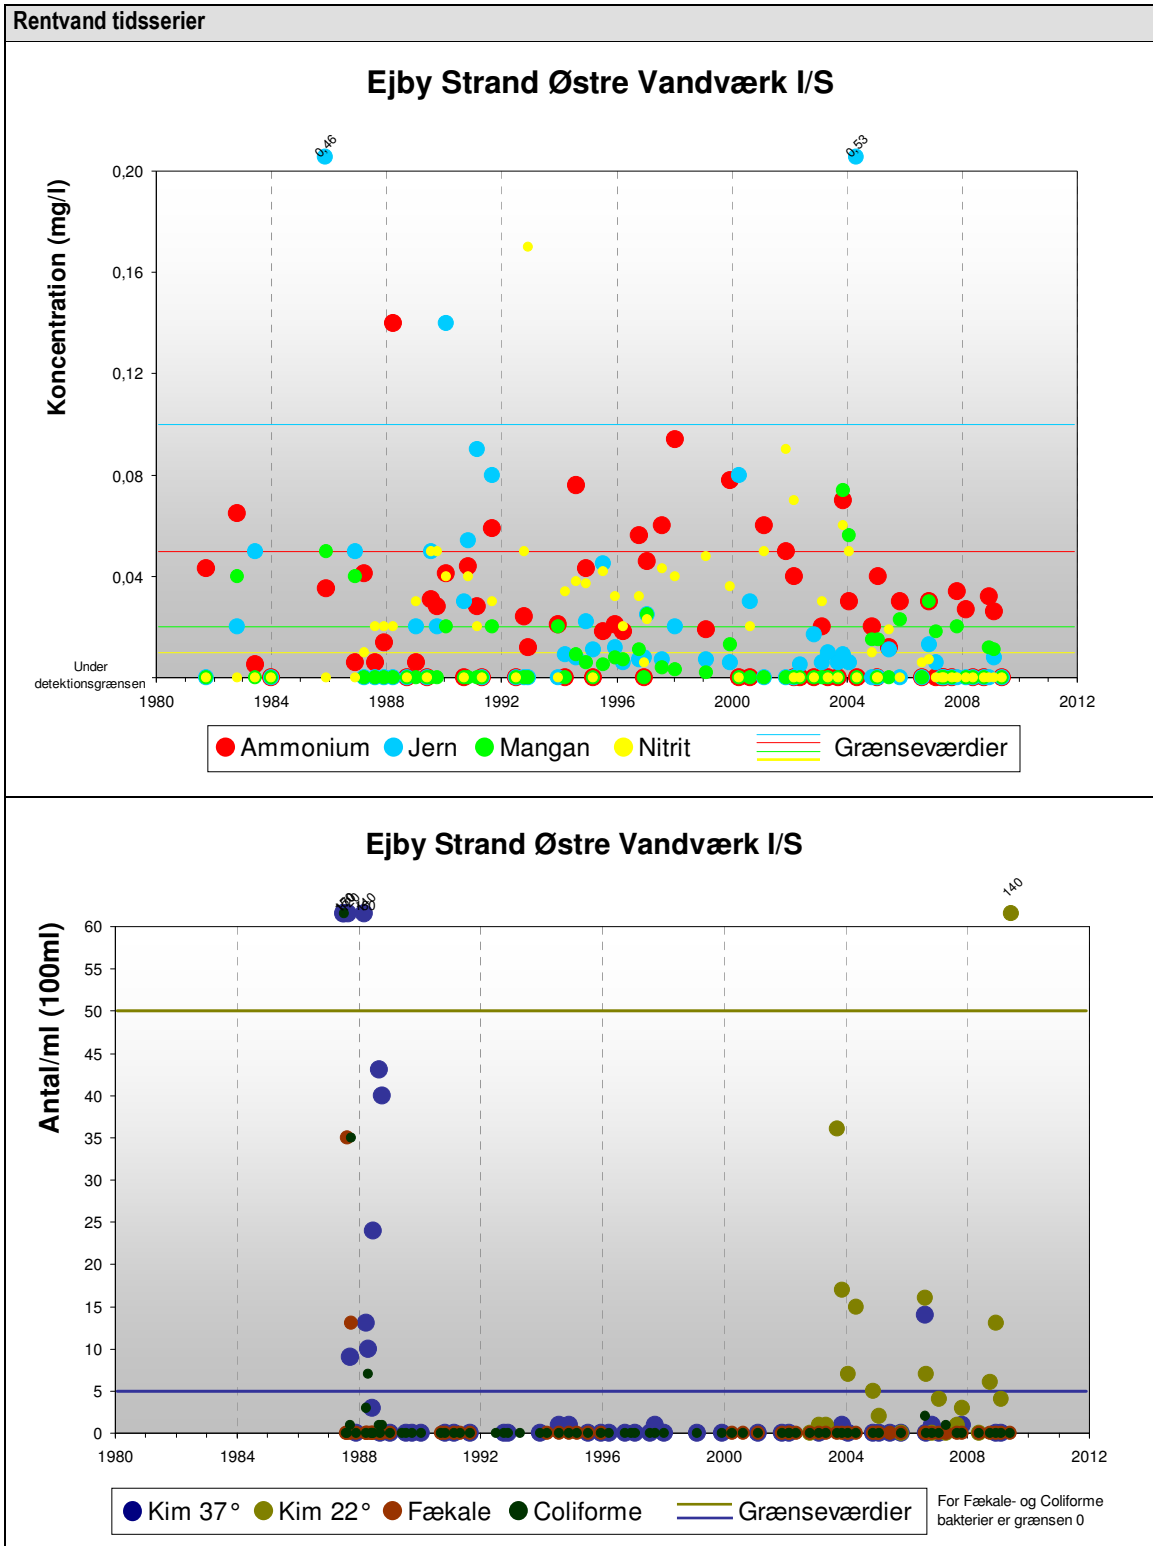 Rentvand tidsserier
Ejby Strand Østre Vandværk I/S
0,46
0,53
Koncentration (mg/l)
0,20
0,16
0,12
0,08
0,04
Under
detektionsgrænsen
1980 1984 1988 1992 1996 2000 2004 2008 2012
Ammonium Jern Mangan Nitrit Grænseværdier
Ejby Strand Østre Vandværk I/S
140
Antal/ml (100ml)
60
55
50
45
40
35
30
25
20
15
10
5
0
1980 1984 1988 1992 1996 2000 2004 2008 2012
Kim 37° Kim 22° Fækale Coliforme Grænseværdier
For Fækale- og Coliforme
bakterier er grænsen 0